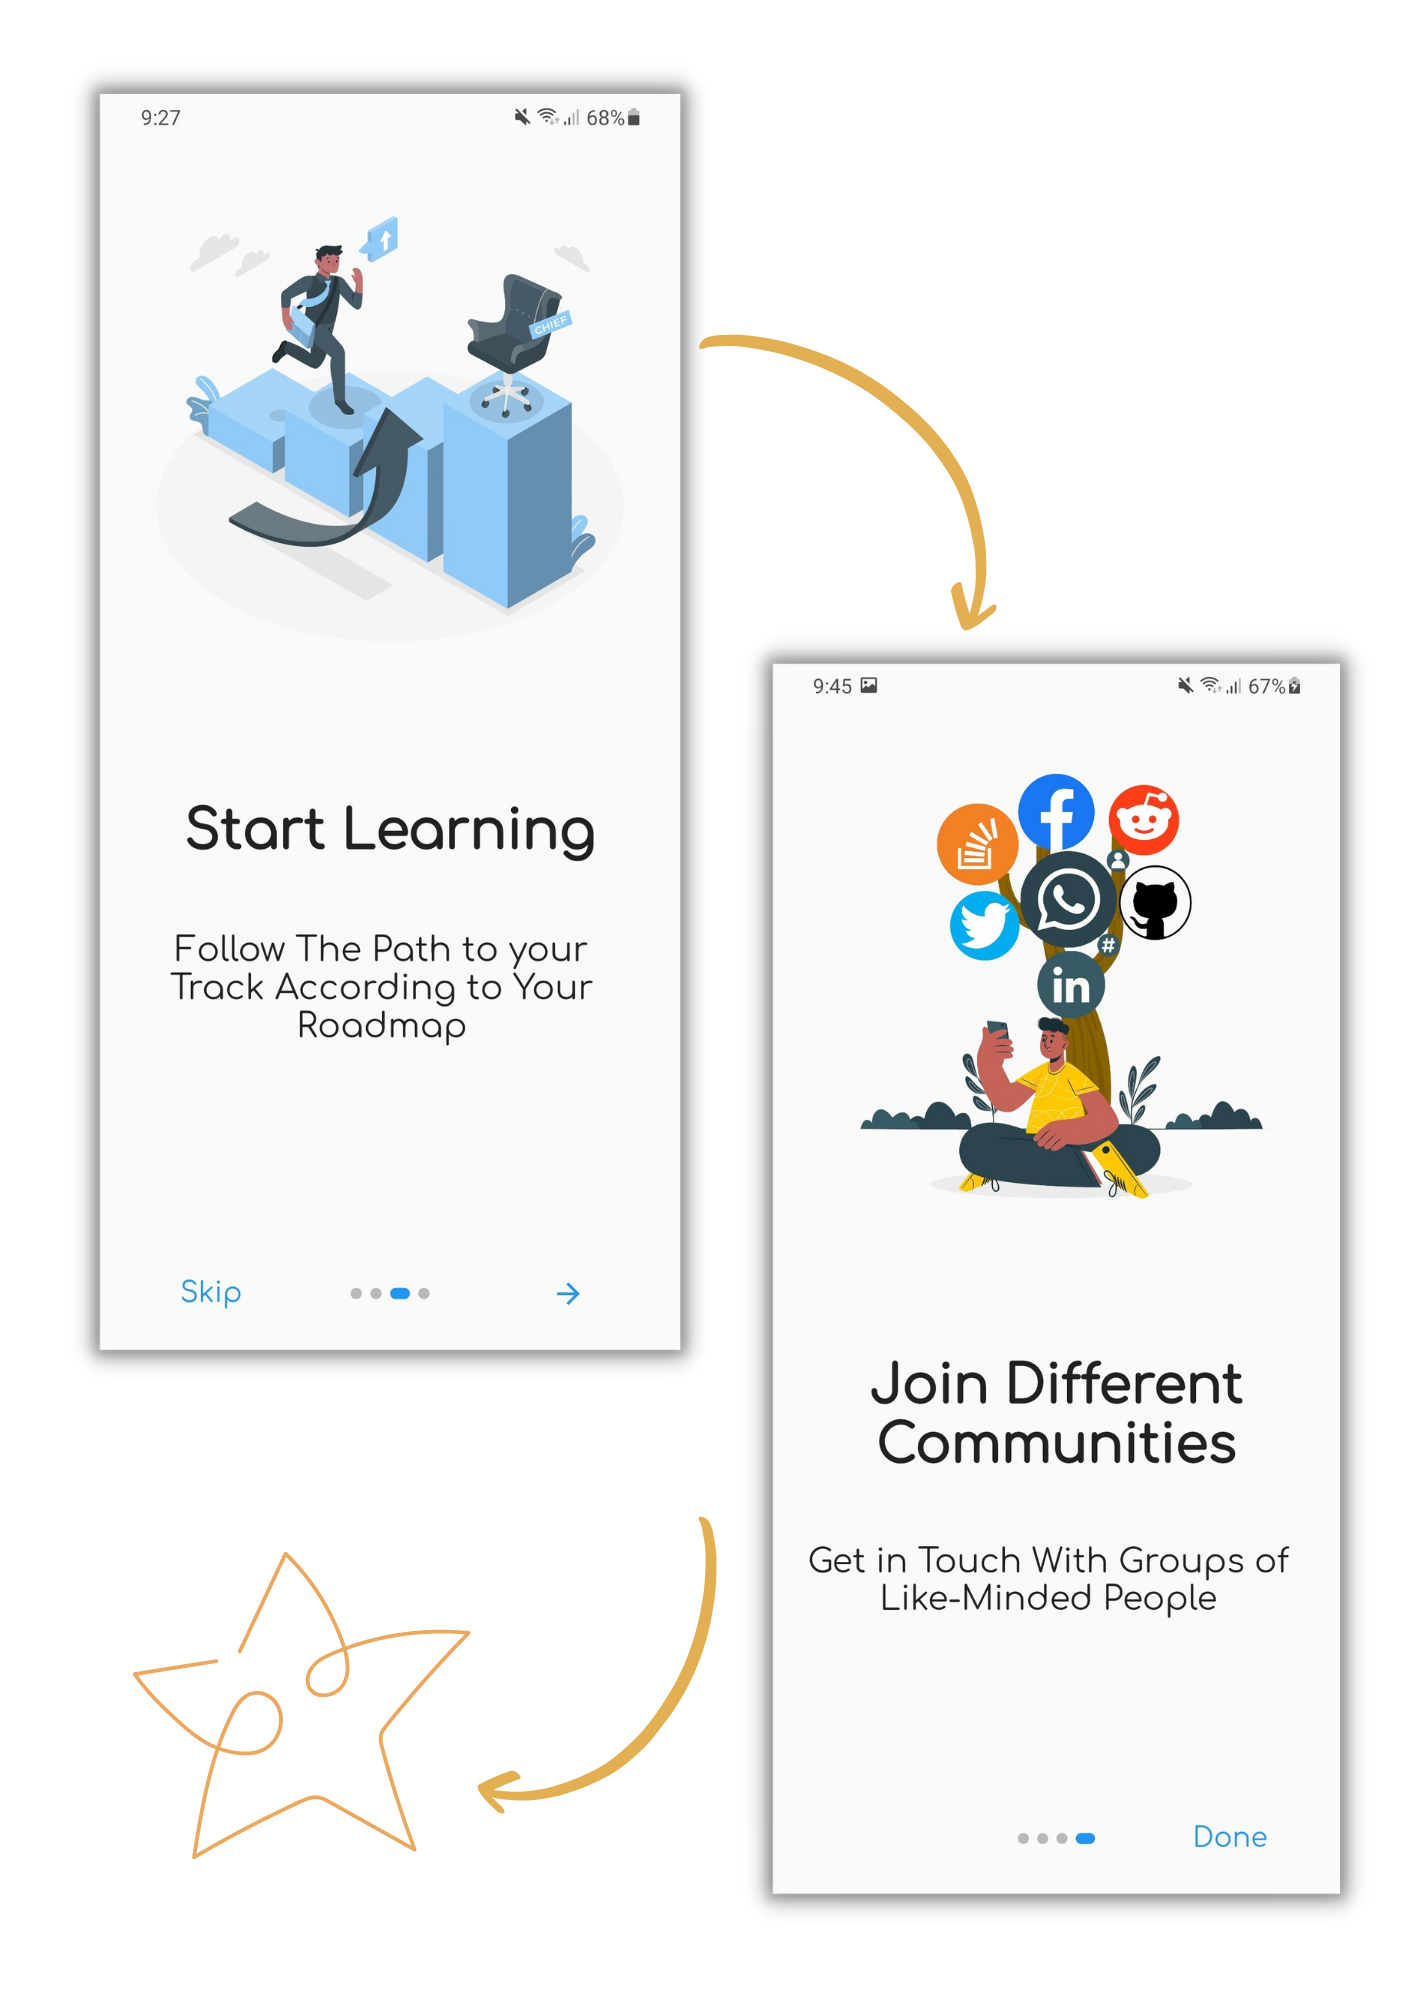 9:27
68%
CHIEF
Start Learning
Follow The Path to your
Track According to Your
Roadmap
Skip
9:45
67%
#
in
Join Different
Communities
Get in Touch With Groups of
Like-Minded People
Done